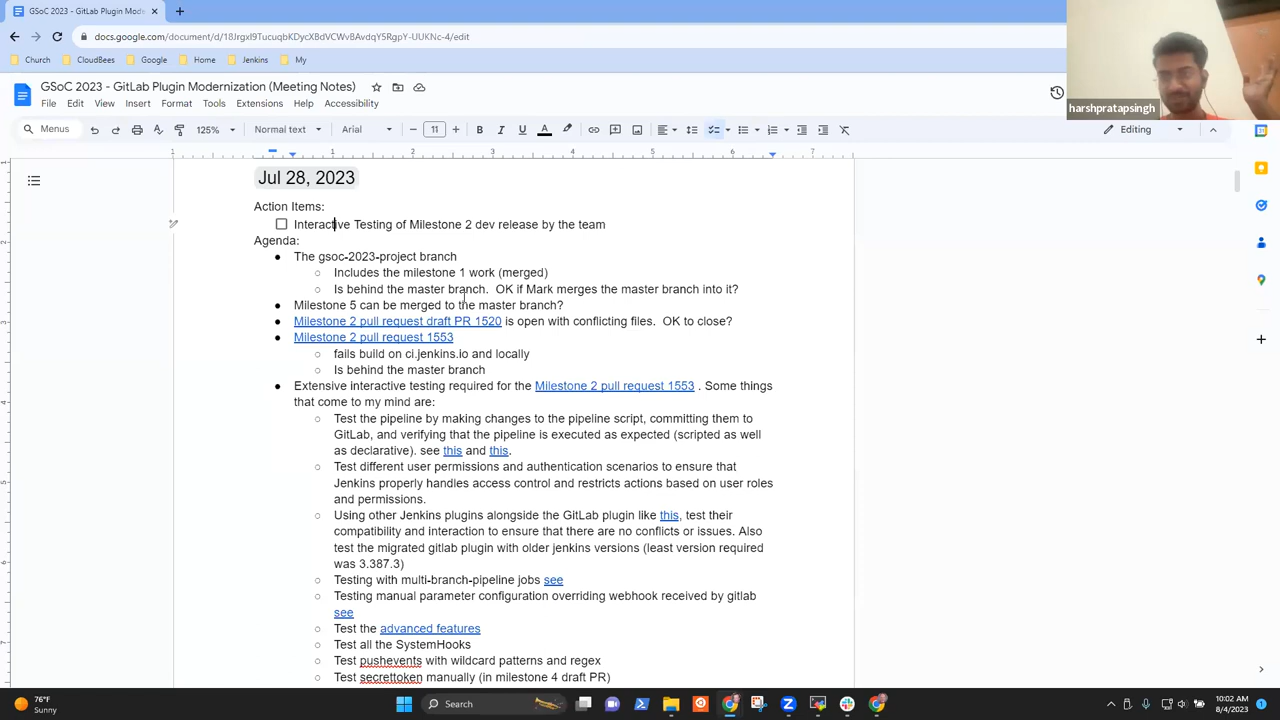 GSoC 2023 - GitLab Plugin Mode
docs.google.com/document/d/18JrgxI9TucuqbKDycXBdVCWvBAvdqY5RgpY-UUKNc-4/edit
Church CloudBees Google Home Jenkins My
GSoC 2023 - GitLab Plugin Modernization (Meeting Notes)
File Edit View Insert Format Tools Extensions Help Accessibility
harshpratapsingh
Menus 125% Normal text Arial 11 B I U A Editing
1 1 2 3 4 5 6 7
Jul 28, 2023
Action Items:
Interactive Testing of Milestone 2 dev release by the team
Agenda:
● The gsoc-2023-project branch
○ Includes the milestone 1 work (merged)
○ Is behind the master branch. OK if Mark merges the master branch into it?
● Milestone 5 can be merged to the master branch?
● Milestone 2 pull request draft PR 1520 is open with conflicting files. OK to close?
● Milestone 2 pull request 1553
○ fails build on ci.jenkins.io and locally
○ Is behind the master branch
● Extensive interactive testing required for the Milestone 2 pull request 1553 . Some things
that come to my mind are:
○ Test the pipeline by making changes to the pipeline script, committing them to
GitLab, and verifying that the pipeline is executed as expected (scripted as well
as declarative). see this and this.
○ Test different user permissions and authentication scenarios to ensure that
Jenkins properly handles access control and restricts actions based on user roles
and permissions.
○ Using other Jenkins plugins alongside the GitLab plugin like this, test their
compatibility and interaction to ensure that there are no conflicts or issues. Also
test the migrated gitlab plugin with older jenkins versions (least version required
was 3.387.3)
○ Testing with multi-branch-pipeline jobs see
○ Testing manual parameter configuration overriding webhook received by gitlab
see
○ Test the advanced features
○ Test all the SystemHooks
○ Test pushevents with wildcard patterns and regex
○ Test secrettoken manually (in milestone 4 draft PR)
76°F
Sunny
Search
10:02 AM
8/4/2023